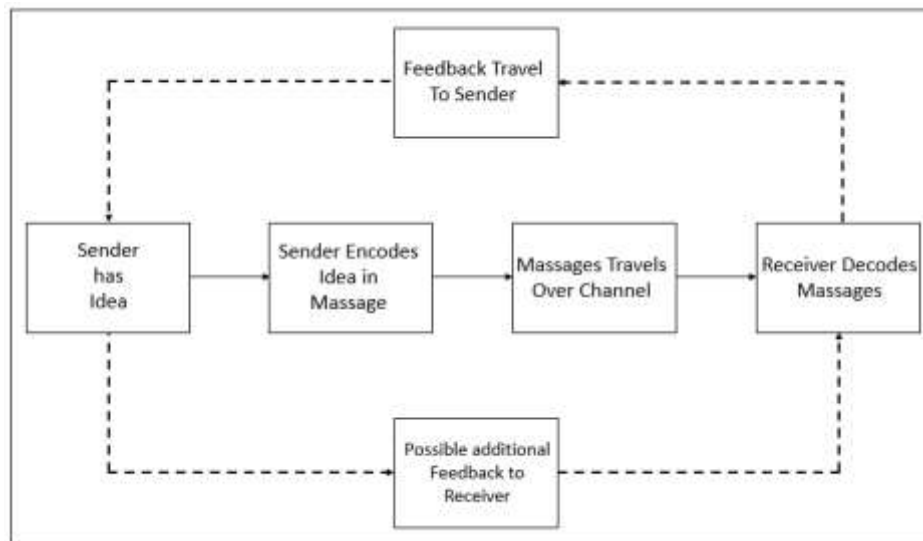 Feedback Travel
To Sender
Sender
has
Idea
Sender Encodes
Idea in
Massage
Massages Travels
Over Channel
Receiver Decodes
Massages
Possible additional
Feedback to
Receiver